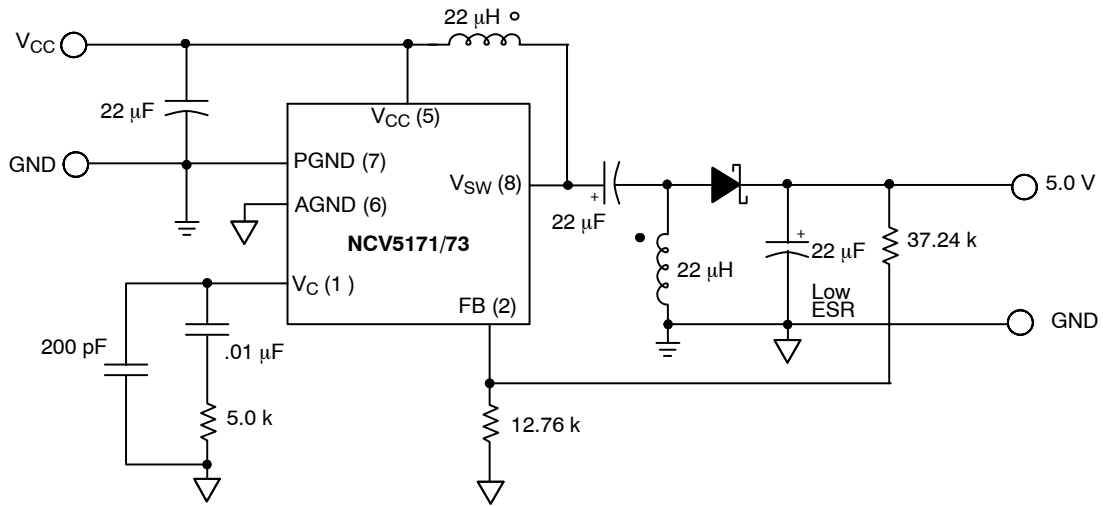 22 μH
VCC
22 μF
VCC (5)
GND
PGND (7)
VSW (8)
5.0 V
AGND (6)
+
22 μF
NCV5171/73
22 μH
+
22 μF
37.24 k
VC (1 )
FB (2)
Low
ESR
GND
200 pF
.01 μF
5.0 k
12.76 k